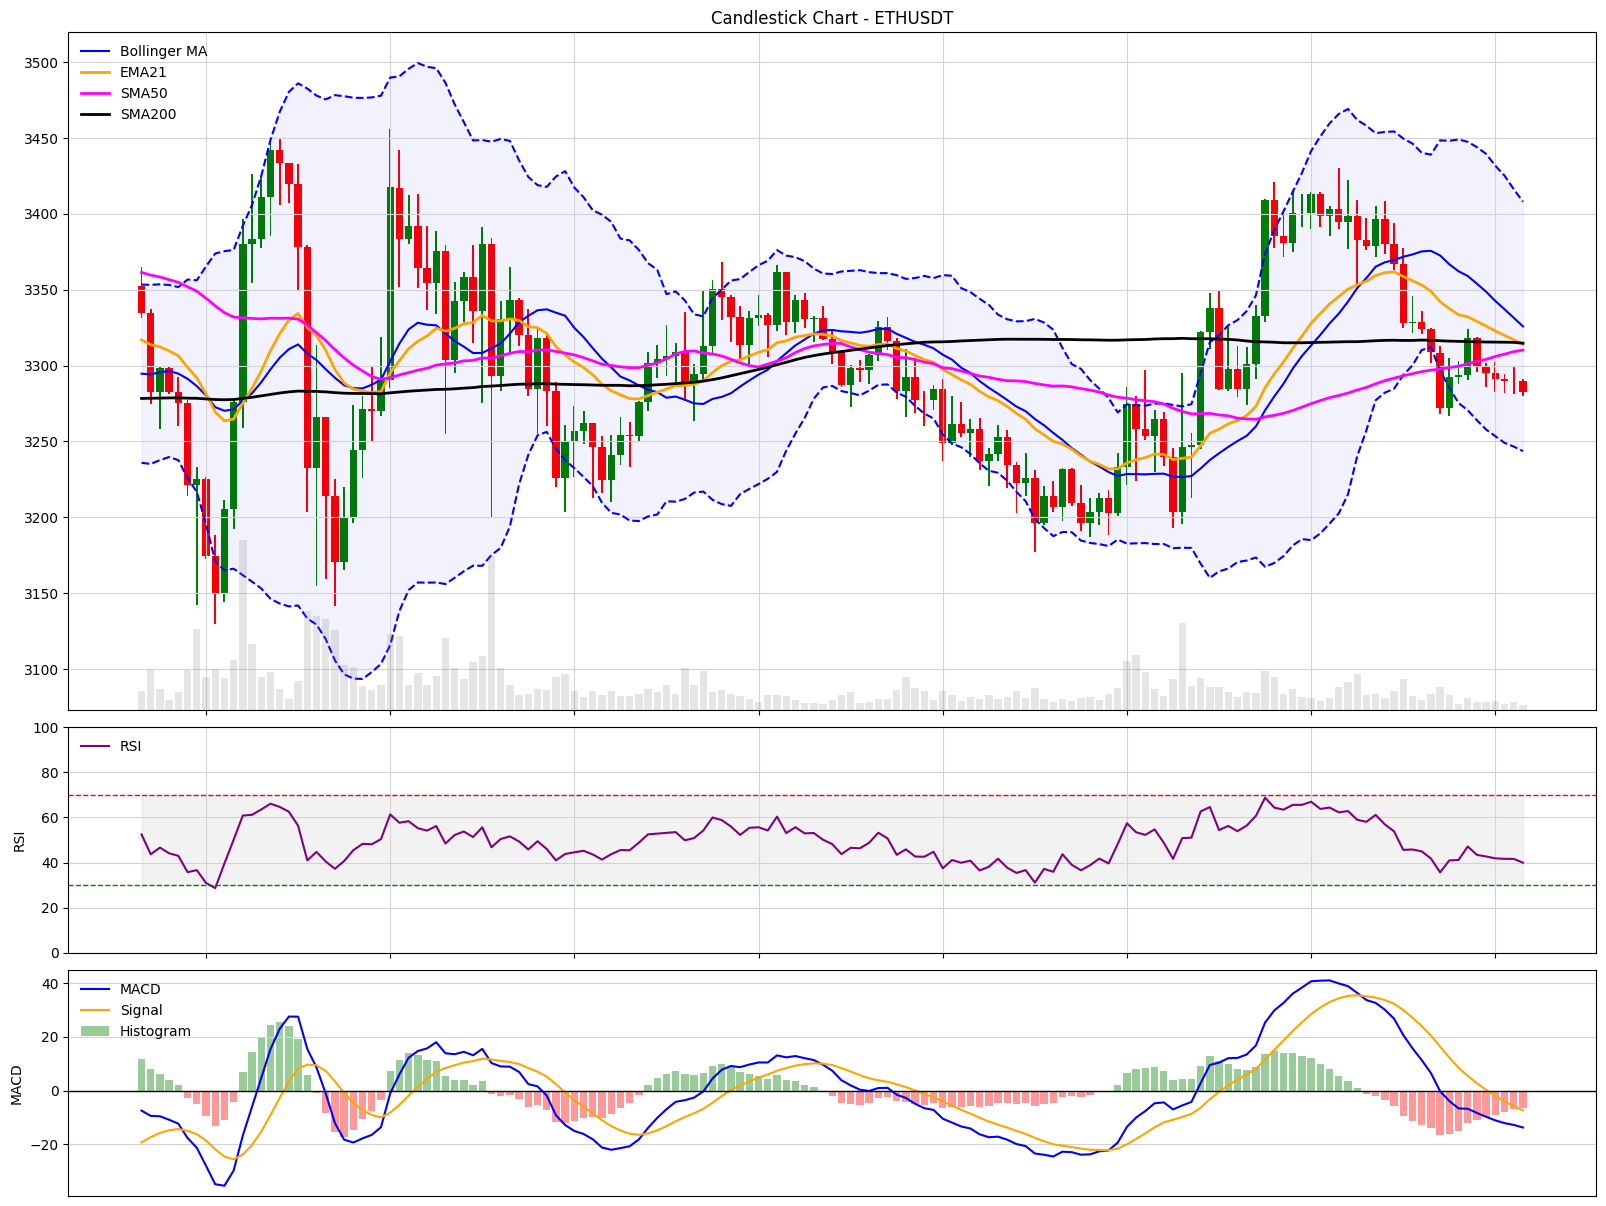 Candlestick Chart - ETHUSDT
Bollinger MA
EMA21
SMA50
SMA200
3500
3450
3400
3350
3300
3250
3200
3150
3100
RSI
100
80
60
40
20
0
RSI
MACD
Signal
Histogram
40
20
0
−20
MACD